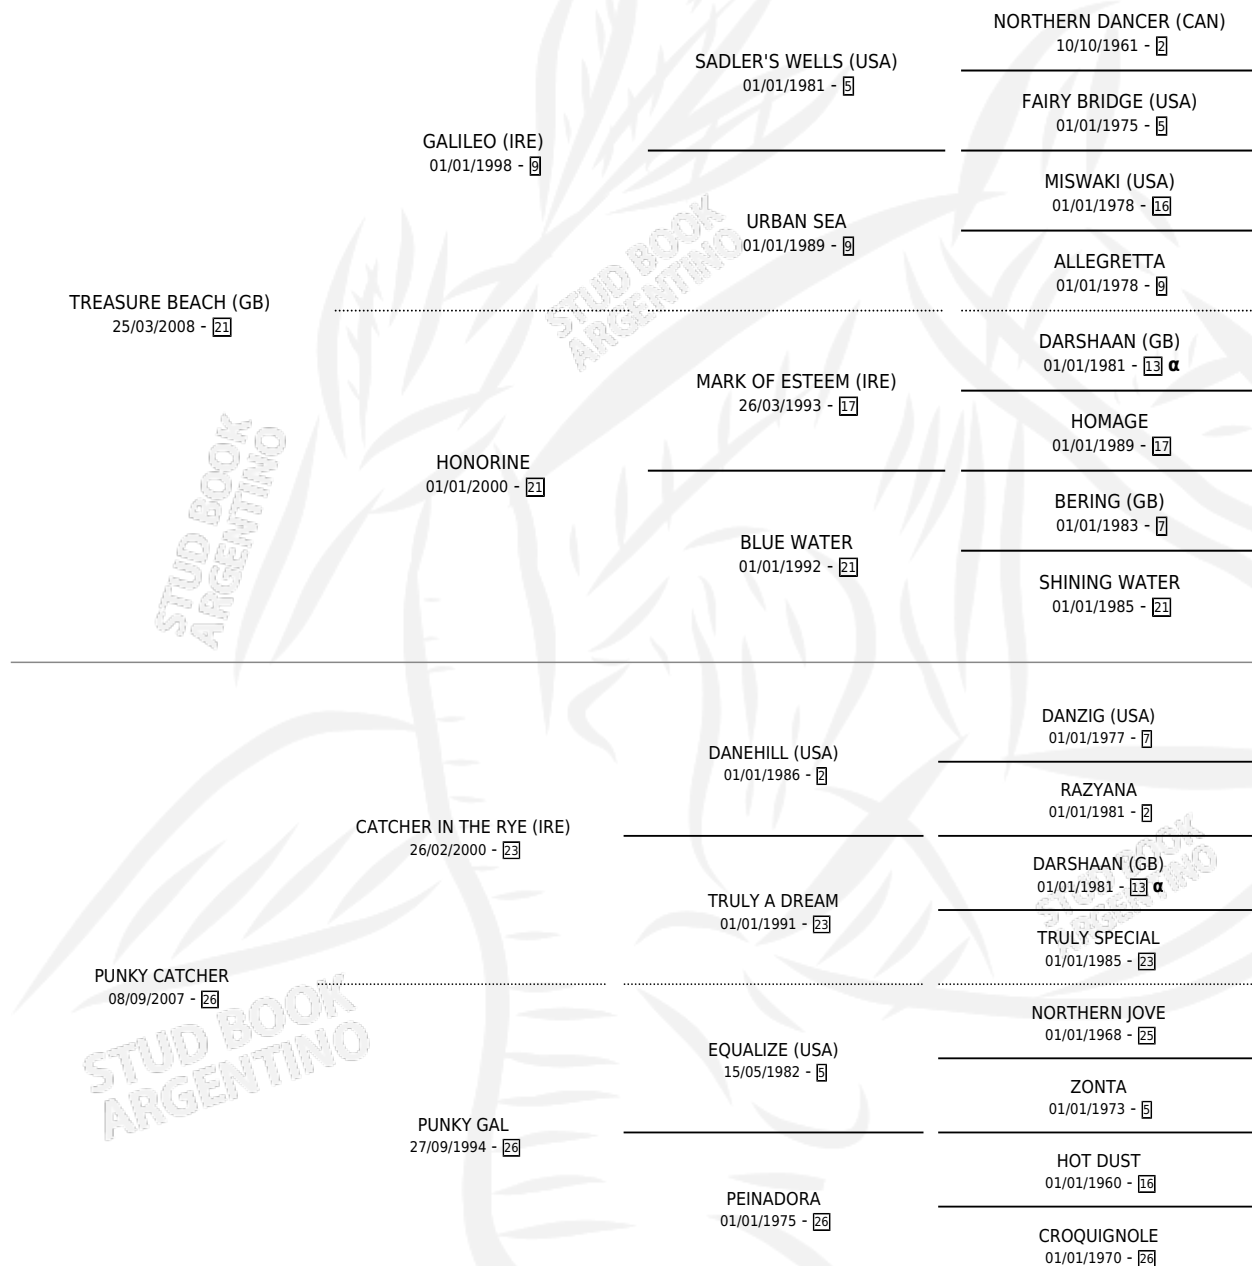 NORTHERN DANCER (CAN)
10/10/1961 - 2
SADLER'S WELLS (USA)
01/01/1981 - 5
FAIRY BRIDGE (USA)
01/01/1975 - 5
GALILEO (IRE)
01/01/1998 - 9
MISWAKI (USA)
01/01/1978 - 16
URBAN SEA
01/01/1989 - 9
ALLEGRETTA
01/01/1978 - 9
TREASURE BEACH (GB)
25/03/2008 - 21
DARSHAAN (GB)
01/01/1981 - 13 α
MARK OF ESTEEM (IRE)
26/03/1993 - 17
HOMAGE
01/01/1989 - 17
HONORINE
01/01/2000 - 21
BERING (GB)
01/01/1983 - 7
BLUE WATER
01/01/1992 - 21
SHINING WATER
01/01/1985 - 21
DANZIG (USA)
01/01/1977 - 7
DANEHILL (USA)
01/01/1986 - 2
RAZYANA
01/01/1981 - 2
CATCHER IN THE RYE (IRE)
26/02/2000 - 23
DARSHAAN (GB)
01/01/1981 - 13 α
TRULY A DREAM
01/01/1991 - 23
TRULY SPECIAL
01/01/1985 - 23
PUNKY CATCHER
08/09/2007 - 26
NORTHERN JOVE
01/01/1968 - 25
EQUALIZE (USA)
15/05/1982 - 5
ZONTA
01/01/1973 - 5
PUNKY GAL
27/09/1994 - 26
HOT DUST
01/01/1960 - 16
PEINADORA
01/01/1975 - 26
CROQUIGNOLE
01/01/1970 - 26
STUD BOOK
ARGENTINO
STUD BOOK
ARGENTINO
STUD BOOK
ARGENTINO
STUD BOOK
ARGENTINO